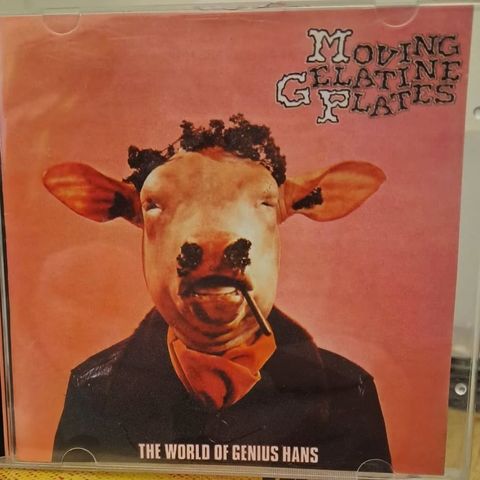 MOVING
GELATINE
PLATES
THE WORLD OF GENIUS HANS